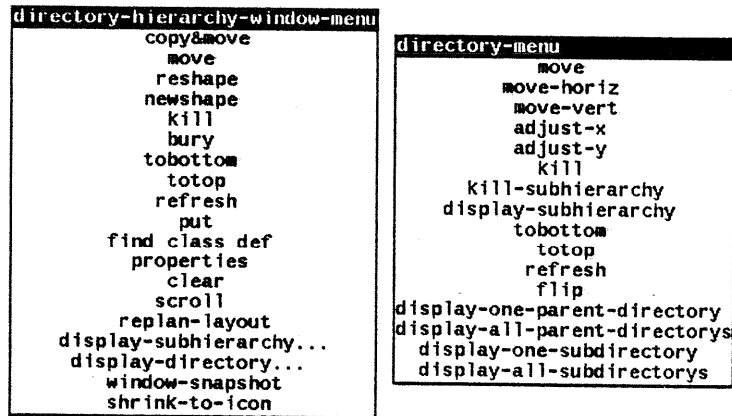 directory-hierarchy-window-menu
copy&move
move
reshape
newshape
kill
bury
tobottom
totop
refresh
put
find class def
properties
clear
scroll
replan-layout
display-subhierarchy...
display-directory...
window-snapshot
shrink-to-icon
directory-menu
move
move-horiz
move-vert
adjust-x
adjust-y
kill
kill-subhierarchy
display-subhierarchy
tobottom
totop
refresh
flip
display-one-parent-directory
display-all-parent-directorys
display-one-subdirectory
display-all-subdirectorys